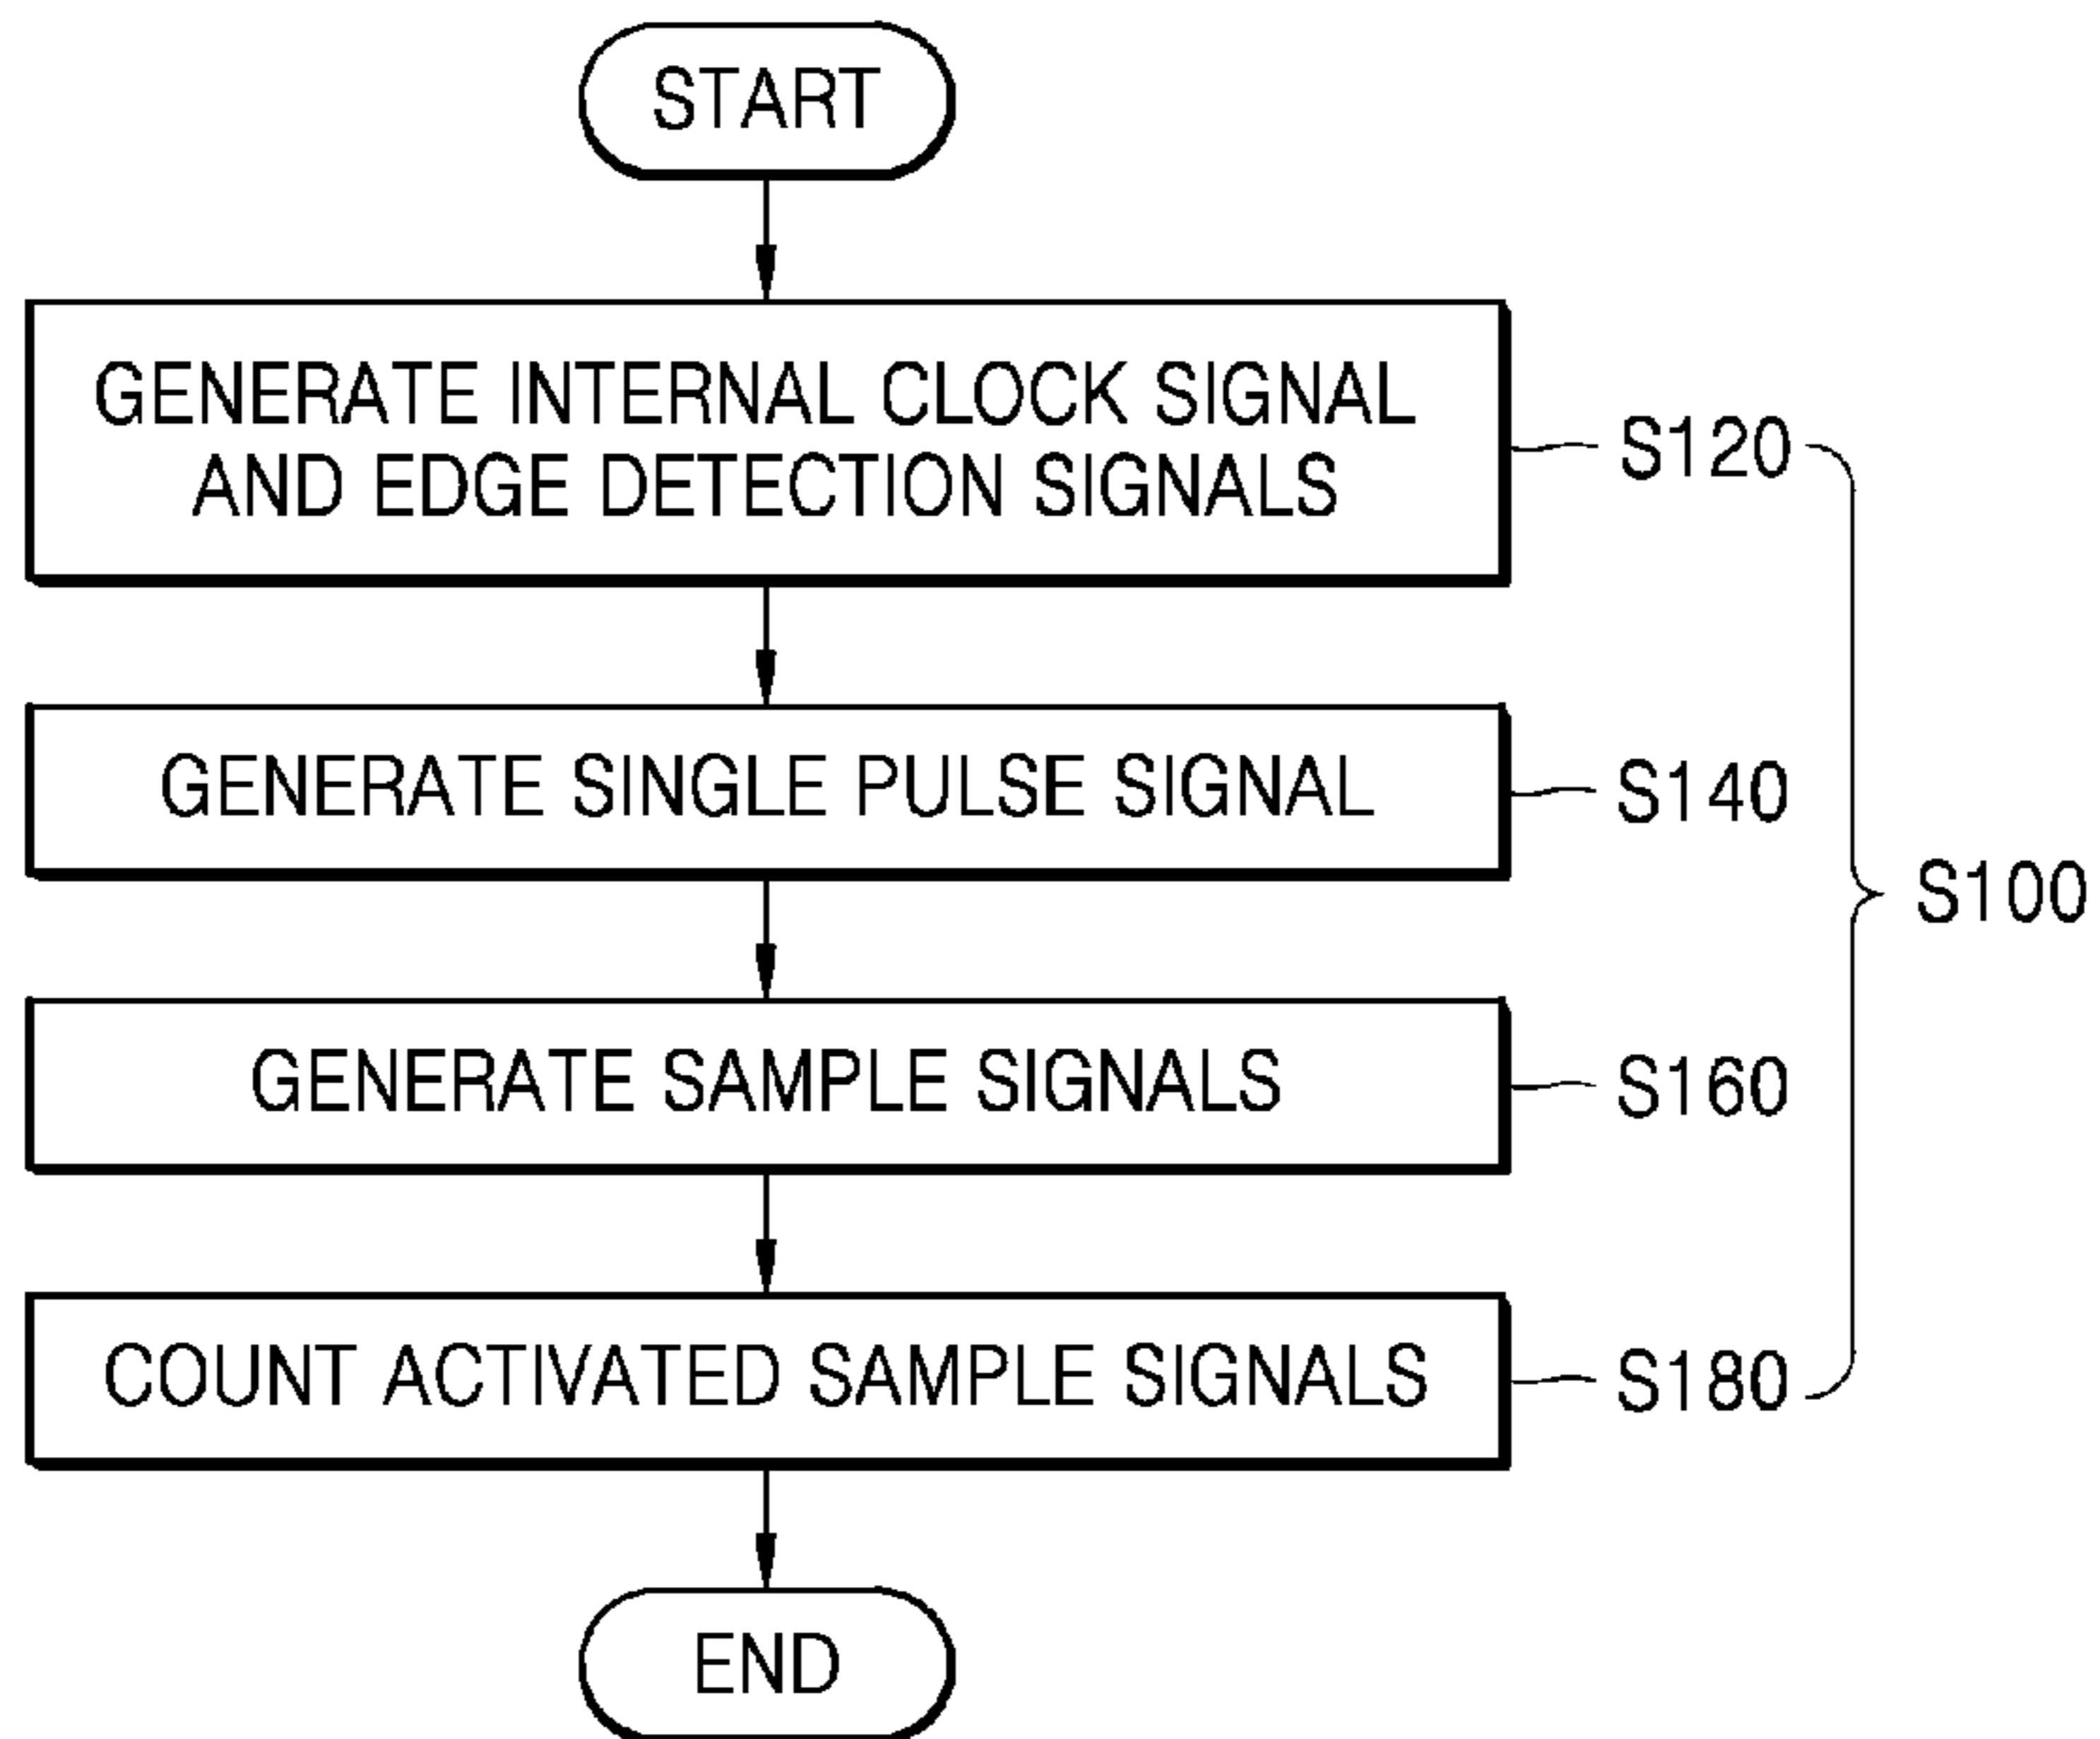 START
GENERATE INTERNAL CLOCK SIGNAL
AND EDGE DETECTION SIGNALS
S120
GENERATE SINGLE PULSE SIGNAL
S140
S100
GENERATE SAMPLE SIGNALS
S160
COUNT ACTIVATED SAMPLE SIGNALS
S180
END